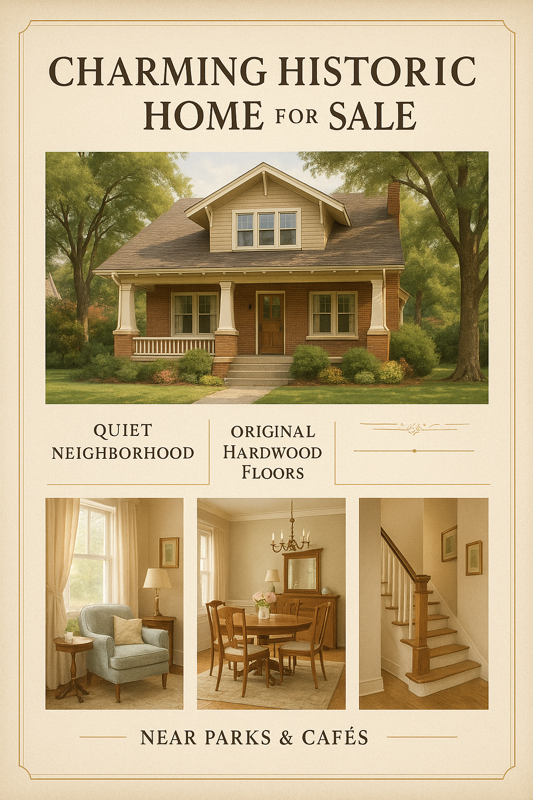 CHARMING HISTORIC
HOME FOR SALE
QUIET
NEIGHBORHOOD
ORIGINAL
HARDWOOD
FLOORS
NEAR PARKS & CAFÉS